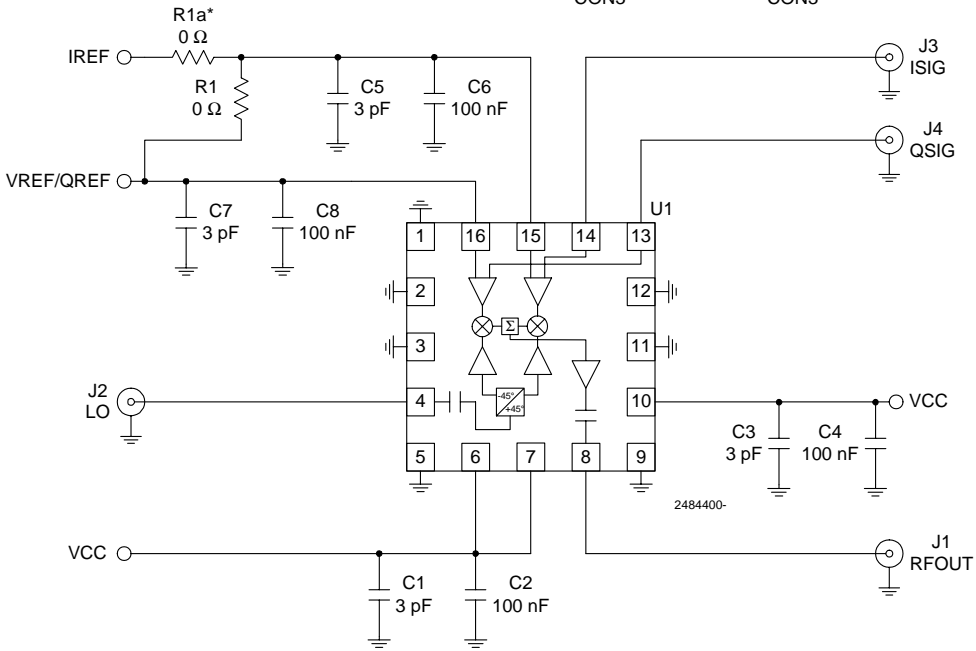 CON3
CON3
R1a*
0 Ω
IREF
R1
0 Ω
C5
3 pF
C6
100 nF
J3
ISIG
J4
QSIG
VREF/QREF
C7
3 pF
C8
100 nF
U1
1
16
15
14
13
2
12
Σ
3
11
J2
LO
4
-45°
+45°
10
VCC
C3
3 pF
C4
100 nF
5
6
7
8
9
2484400-
VCC
J1
RFOUT
C1
3 pF
C2
100 nF